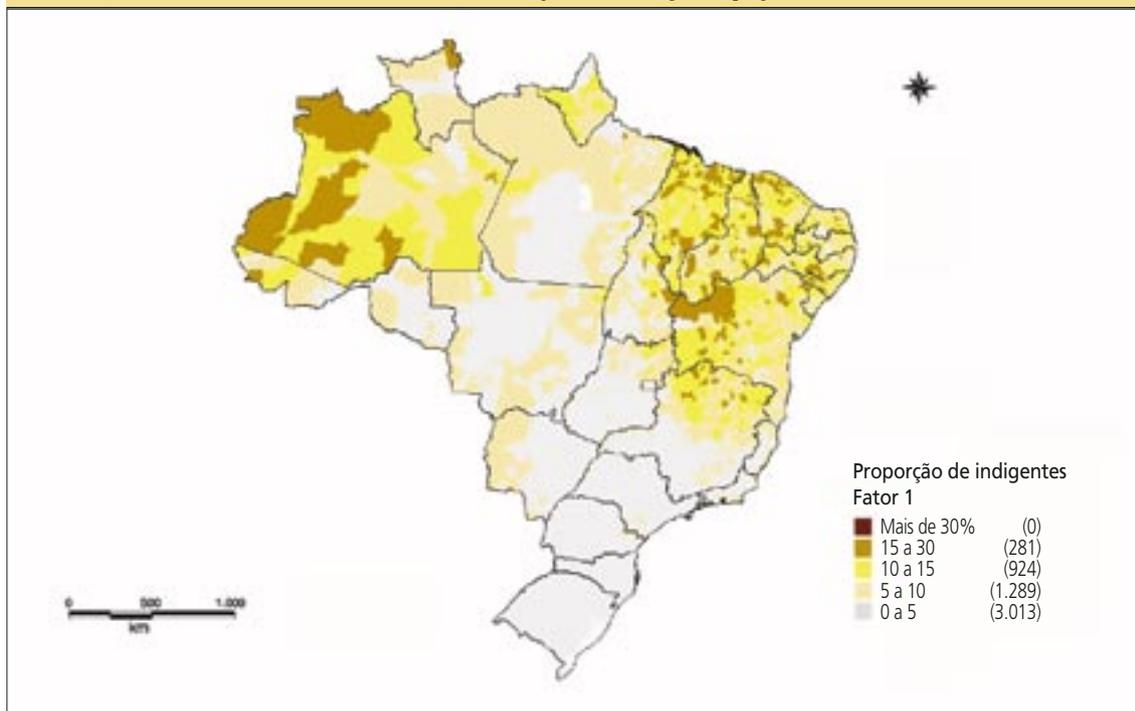 Proporção de indigentes
Fator 1
Mais de 30% (0)
15 a 30 (281)
10 a 15 (924)
5 a 10 (1.289)
0 a 5 (3.013)
0 500 1.000
km